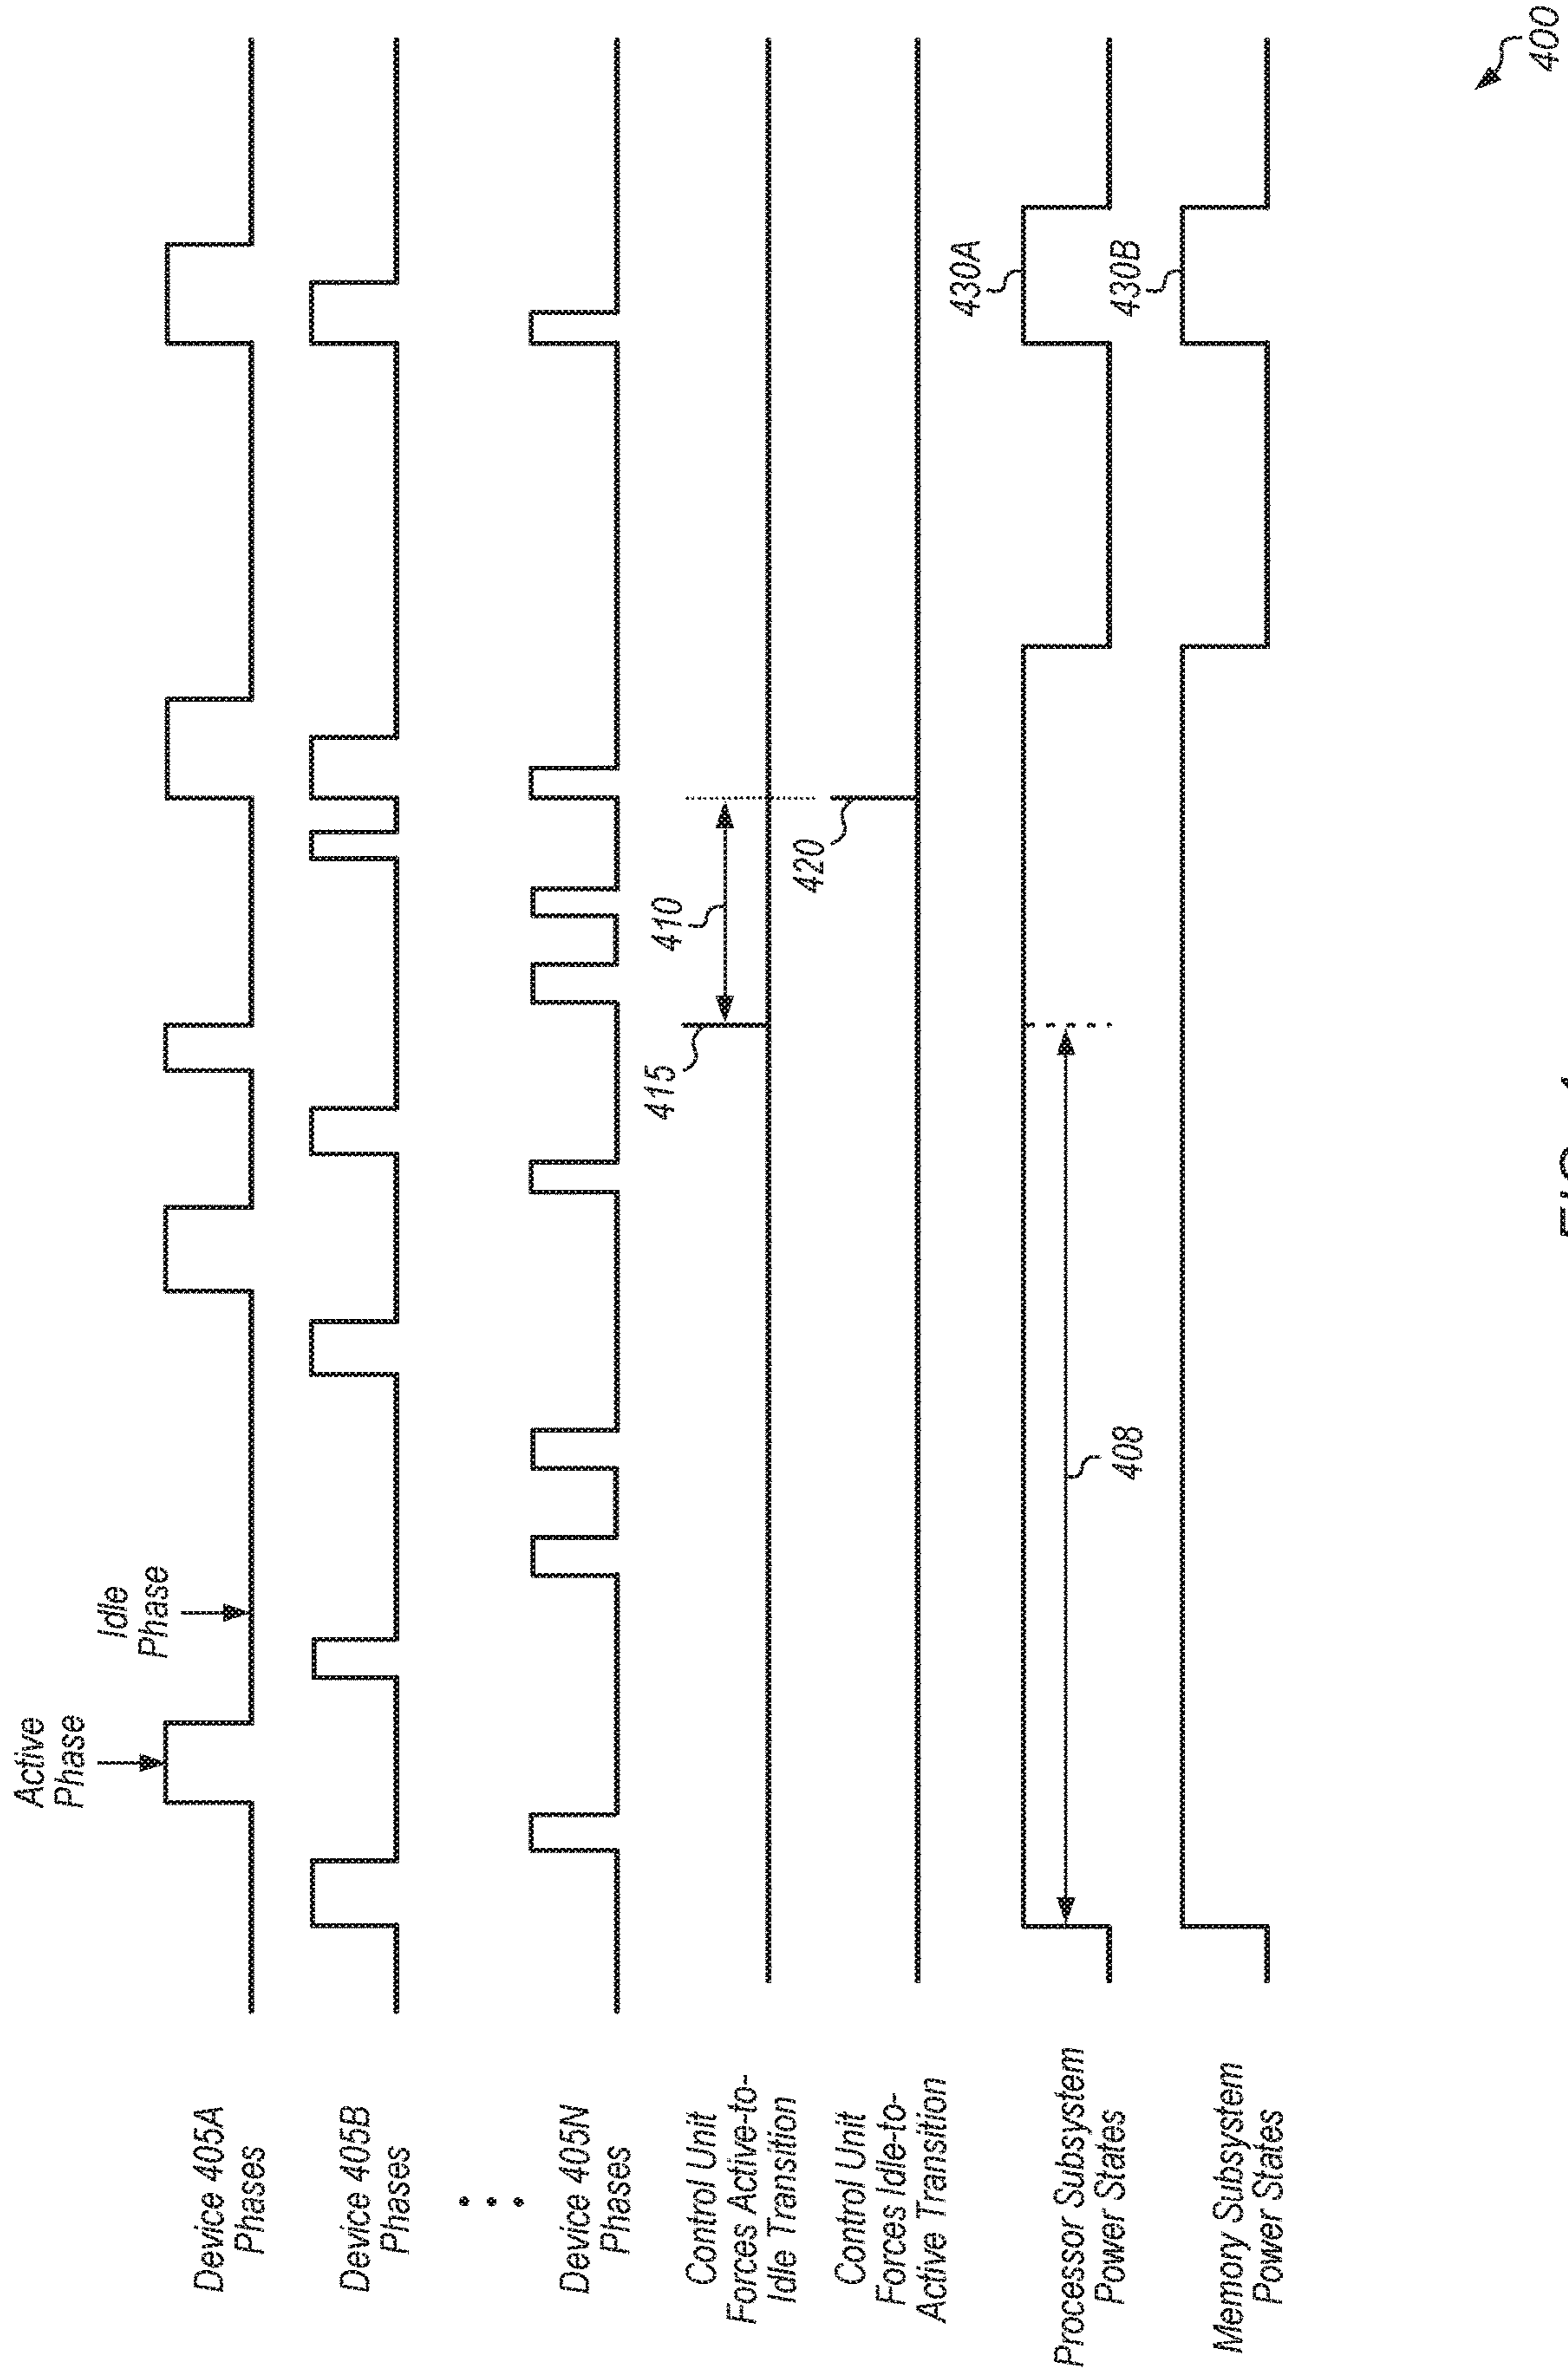 Active
Phase
Idle
Phase
Device 405A
Phases
Device 405B
Phases
Device 405N
Phases
Control Unit
Forces Active-to-
Idle Transition
415
410
Control Unit
Forces Idle-to-
Active Transition
420
Processor Subsystem
Power States
408
430A
Memory Subsystem
Power States
430B
400